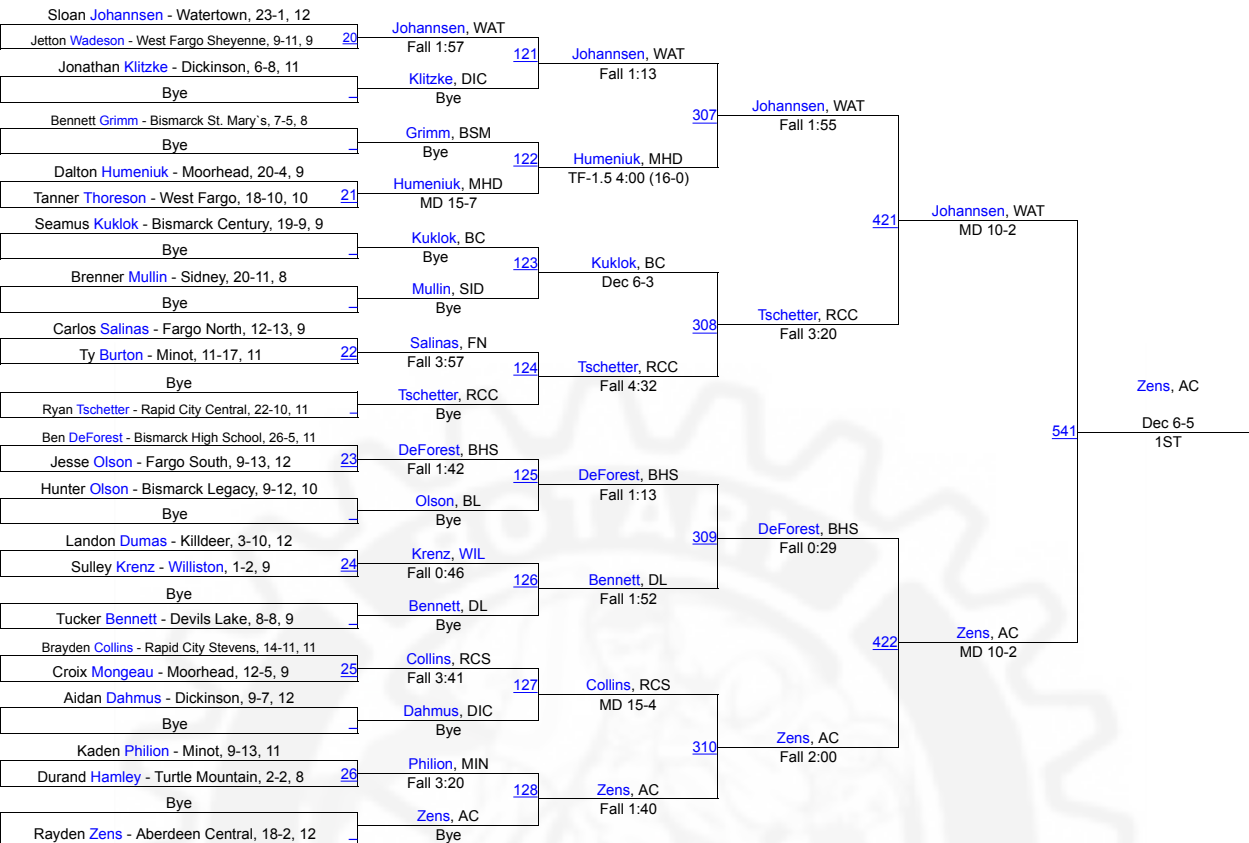 Sloan Johannsen - Watertown, 23-1, 12
Jetton Wadeson - West Fargo Sheyenne, 9-11, 9
20
Jonathan Klitzke - Dickinson, 6-8, 11
Bye
Bennett Grimm - Bismarck St. Mary`s, 7-5, 8
Bye
Dalton Humeniuk - Moorhead, 20-4, 9
Tanner Thoreson - West Fargo, 18-10, 10
21
Seamus Kuklok - Bismarck Century, 19-9, 9
Bye
Brenner Mullin - Sidney, 20-11, 8
Bye
Carlos Salinas - Fargo North, 12-13, 9
Ty Burton - Minot, 11-17, 11
22
Bye
Ryan Tschetter - Rapid City Central, 22-10, 11
Ben DeForest - Bismarck High School, 26-5, 11
Jesse Olson - Fargo South, 9-13, 12
23
Hunter Olson - Bismarck Legacy, 9-12, 10
Bye
Landon Dumas - Killdeer, 3-10, 12
Sulley Krenz - Williston, 1-2, 9
24
Bye
Tucker Bennett - Devils Lake, 8-8, 9
Brayden Collins - Rapid City Stevens, 14-11, 11
Croix Mongeau - Moorhead, 12-5, 9
25
Aidan Dahmus - Dickinson, 9-7, 12
Bye
Kaden Philion - Minot, 9-13, 11
Durand Hamley - Turtle Mountain, 2-2, 8
26
Bye
Rayden Zens - Aberdeen Central, 18-2, 12
Johannsen, WAT
Fall 1:57
121
Klitzke, DIC
Bye
Grimm, BSM
Bye
122
Humeniuk, MHD
MD 15-7
Kuklok, BC
Bye
123
Mullin, SID
Bye
Salinas, FN
Fall 3:57
124
Tschetter, RCC
Bye
DeForest, BHS
Fall 1:42
125
Olson, BL
Bye
Krenz, WIL
Fall 0:46
126
Bennett, DL
Bye
Collins, RCS
Fall 3:41
127
Dahmus, DIC
Bye
Philion, MIN
Fall 3:20
128
Zens, AC
Bye
Johannsen, WAT
Fall 1:13
307
Humeniuk, MHD
TF-1.5 4:00 (16-0)
Kuklok, BC
Dec 6-3
308
Tschetter, RCC
Fall 4:32
DeForest, BHS
Fall 1:13
309
Bennett, DL
Fall 1:52
Collins, RCS
MD 15-4
310
Zens, AC
Fall 1:40
Johannsen, WAT
Fall 1:55
421
Tschetter, RCC
Fall 3:20
DeForest, BHS
Fall 0:29
422
Zens, AC
Fall 2:00
Johannsen, WAT
MD 10-2
541
Zens, AC
MD 10-2
Zens, AC
Dec 6-5
1ST